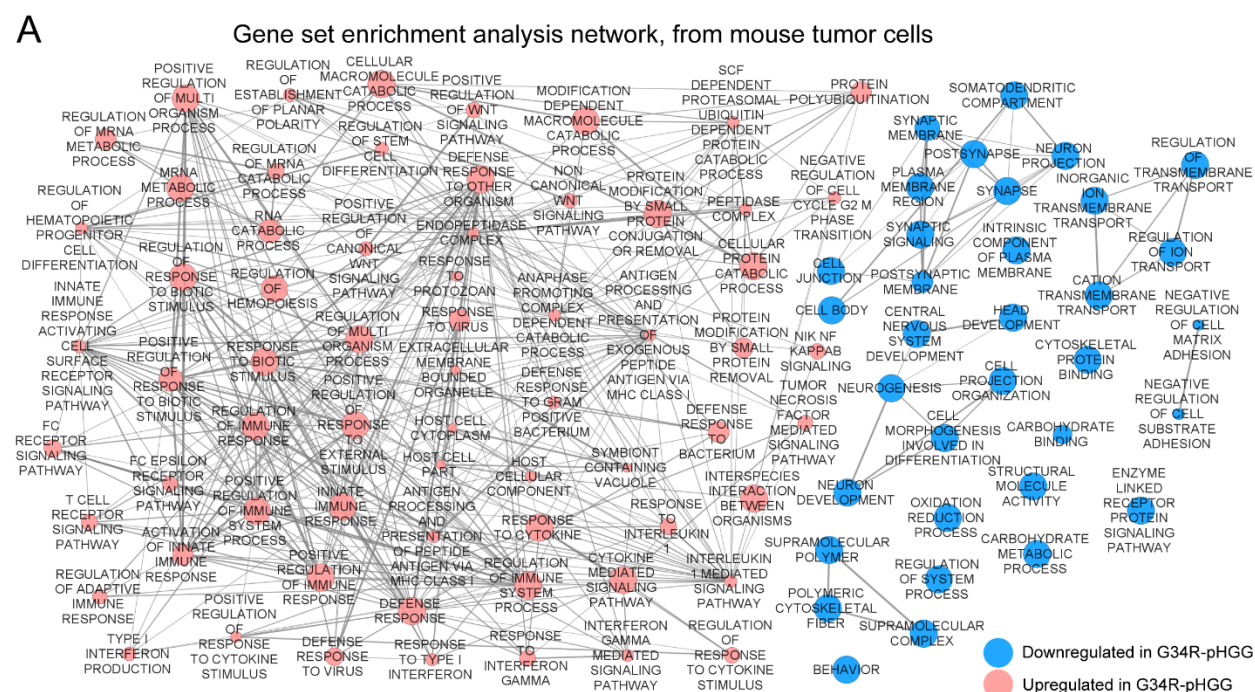 A
Gene set enrichment analysis network, from mouse tumor cells
POSITIVE
REGULATION
OF MULTI
ORGANISM
PROCESS
REGULATION
OF
ESTABLISHMENT
OF PLANAR
POLARITY
CELLULAR
MACROMOLECULE
CATABOLIC
PROCESS
POSITIVE
REGULATION
OF WNT
SIGNALING
PATHWAY
MODIFICATION
DEPENDENT
MACROMOLECULE
CATABOLIC
PROCESS
SCF
DEPENDENT
PROTEASOMAL
UBIQUITIN
DEPENDENT
PROTEIN
CATABOLIC
PROCESS
PROTEIN
POLYUBIQUITINATION
REGULATION
OF MRNA
METABOLIC
PROCESS
REGULATION
OF STEM
CELL
DIFFERENTIATION
MRNA
METABOLIC
PROCESS
REGULATION
OF MRNA
CATABOLIC
PROCESS
DEFENSE
RESPONSE
TO OTHER
ORGANISM
NON
CANONICAL
WNT
SIGNALING
PATHWAY
PROTEIN
MODIFICATION
BY SMALL
PROTEIN
CONJUGATION
OR REMOVAL
PEPTIDASE
COMPLEX
NEGATIVE
REGULATION
OF CELL
CYCLE G2 M
PHASE
TRANSITION
REGULATION
OF
HEMATOPOIETIC
PROGENITOR
CELL
DIFFERENTIATION
RNA
CATABOLIC
PROCESS
POSITIVE
REGULATION
OF
CANONICAL
WNT
SIGNALING
PATHWAY
ENDOPEPTIDASE
COMPLEX
CELLULAR
PROTEIN
CATABOLIC
PROCESS
REGULATION
OF
RESPONSE
TO BIOTIC
STIMULUS
REGULATION
OF
HEMOPOIESIS
RESPONSE
TO
PROTOZOAN
ANAPHASE
PROMOTING
COMPLEX
DEPENDENT
CATABOLIC
PROCESS
ANTIGEN
PROCESSING
AND
PRESENTATION
OF
EXOGENOUS
PEPTIDE
ANTIGEN VIA
MHC CLASS I
INNATE
IMMUNE
RESPONSE
ACTIVATING
CELL
SURFACE
RECEPTOR
SIGNALING
PATHWAY
RESPONSE
TO VIRUS
REGULATION
OF MULTI
ORGANISM
PROCESS
PROTEIN
MODIFICATION
BY SMALL
PROTEIN
REMOVAL
NIK NF
KAPPAB
SIGNALING
POSITIVE
REGULATION
OF
RESPONSE
TO BIOTIC
STIMULUS
RESPONSE
TO BIOTIC
STIMULUS
EXTRACELLULAR
MEMBRANE
BOUNDED
ORGANELLE
DEFENSE
RESPONSE
TO GRAM
POSITIVE
BACTERIUM
TUMOR
NECROSIS
FACTOR
MEDIATED
SIGNALING
PATHWAY
REGULATION
OF IMMUNE
RESPONSE
POSITIVE
REGULATION
OF
RESPONSE
TO
EXTERNAL
STIMULUS
HOST CELL
CYTOPLASM
DEFENSE
RESPONSE
TO
BACTERIUM
FC
RECEPTOR
SIGNALING
PATHWAY
FC EPSILON
RECEPTOR
SIGNALING
PATHWAY
HOST CELL
PART
HOST
CELLULAR
COMPONENT
SYMBIONT
CONTAINING
VACUOLE
INTERSPECIES
INTERACTION
BETWEEN
ORGANISMS
T CELL
RECEPTOR
SIGNALING
PATHWAY
POSITIVE
REGULATION
OF IMMUNE
SYSTEM
PROCESS
INNATE
IMMUNE
RESPONSE
ANTIGEN
PROCESSING
AND
PRESENTATION
OF PEPTIDE
ANTIGEN VIA
MHC CLASS I
RESPONSE
TO CYTOKINE
RESPONSE
TO
INTERLEUKIN
1
ACTIVATION
OF INNATE
IMMUNE
RESPONSE
POSITIVE
REGULATION
OF IMMUNE
RESPONSE
REGULATION
OF IMMUNE
SYSTEM
PROCESS
CYTOKINE
MEDIATED
SIGNALING
PATHWAY
INTERLEUKIN
1 MEDIATED
SIGNALING
PATHWAY
REGULATION
OF ADAPTIVE
IMMUNE
RESPONSE
POSITIVE
REGULATION
OF
RESPONSE
TO CYTOKINE
STIMULUS
DEFENSE
RESPONSE
TYPE I
INTERFERON
PRODUCTION
DEFENSE
RESPONSE
TO VIRUS
RESPONSE
TO TYPE I
INTERFERON
RESPONSE
TO
INTERFERON
GAMMA
INTERFERON
GAMMA
MEDIATED
SIGNALING
PATHWAY
REGULATION
OF
RESPONSE
TO CYTOKINE
STIMULUS
SOMATODENDRITIC
COMPARTMENT
SYNAPTIC
MEMBRANE
POSTSYNAPSE
NEURON
PROJECTION
REGULATION
OF
TRANSMEMBRANE
TRANSPORT
PLASMA
MEMBRANE
REGION
SYNAPSE
INORGANIC
ION
TRANSMEMBRANE
TRANSPORT
SYNAPTIC
SIGNALING
INTRINSIC
COMPONENT
OF PLASMA
MEMBRANE
REGULATION
OF ION
TRANSPORT
CELL
JUNCTION
POSTSYNAPTIC
MEMBRANE
CATION
TRANSMEMBRANE
TRANSPORT
CELL BODY
CENTRAL
NERVOUS
SYSTEM
DEVELOPMENT
HEAD
DEVELOPMENT
NEGATIVE
REGULATION
OF CELL
MATRIX
ADHESION
CYTOSKELETAL
PROTEIN
BINDING
NEUROGENESIS
CELL
PROJECTION
ORGANIZATION
NEGATIVE
REGULATION
OF CELL
SUBSTRATE
ADHESION
CELL
MORPHOGENESIS
INVOLVED IN
DIFFERENTIATION
CARBOHYDRATE
BINDING
NEURON
DEVELOPMENT
STRUCTURAL
MOLECULE
ACTIVITY
ENZYME
LINKED
RECEPTOR
PROTEIN
SIGNALING
PATHWAY
OXIDATION
REDUCTION
PROCESS
SUPRAMOLECULAR
POLYMER
CARBOHYDRATE
METABOLIC
PROCESS
REGULATION
OF SYSTEM
PROCESS
POLYMERIC
CYTOSKELETAL
FIBER
SUPRAMOLECULAR
COMPLEX
BEHAVIOR
Downregulated in G34R-pHGG
Upregulated in G34R-pHGG